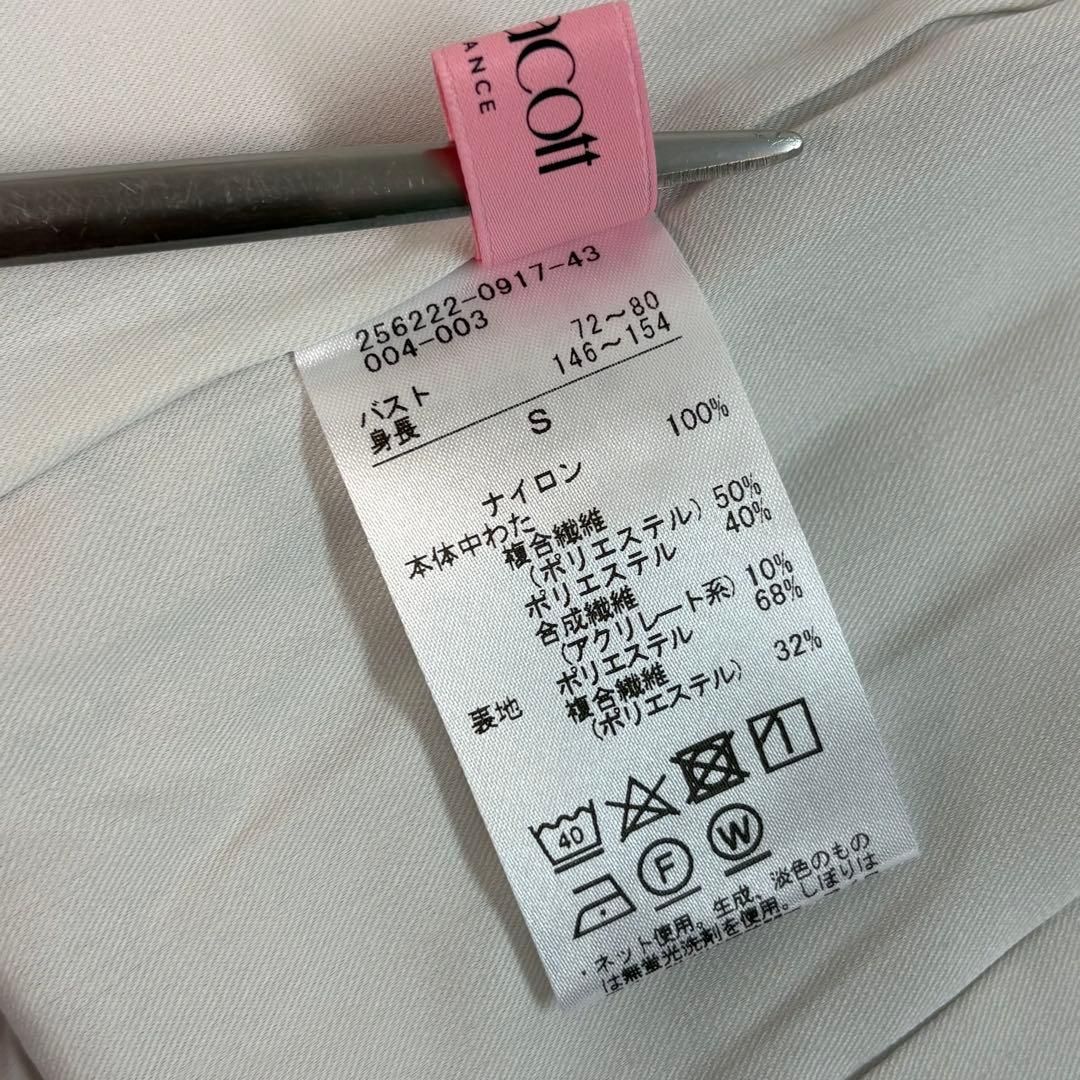 acott
ANCE
256222-0917-43
004-003
バスト 72～80
身長 146～154
S
ナイロン 100%
本体中わた
複合繊維
(ポリエステル) 50%
ポリエステル 40%
合成繊維
(アクリレート系) 10%
ポリエステル 68%
裏地 複合繊維
(ポリエステル) 32%
40
1
F
W
・ネット使用。生成、淡色のもの
は無蛍光洗剤を使用。しぼりは